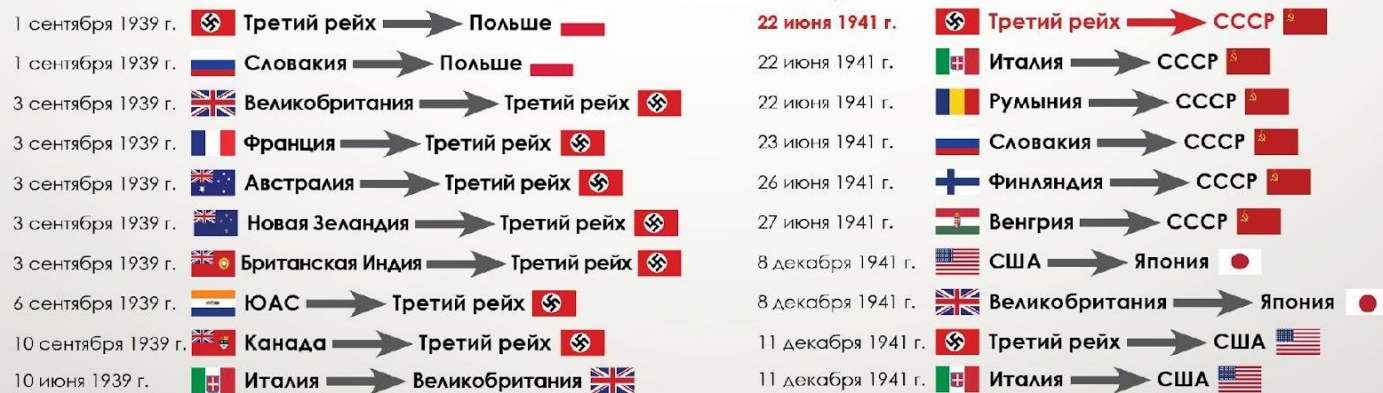 1 сентября 1939 г. Третий рейх Польше
1 сентября 1939 г. Словакия Польше
3 сентября 1939 г. Великобритания Третий рейх
3 сентября 1939 г. Франция Третий рейх
3 сентября 1939 г. Австралия Третий рейх
3 сентября 1939 г. Новая Зеландия Третий рейх
3 сентября 1939 г. Британская Индия Третий рейх
6 сентября 1939 г. ЮАС Третий рейх
10 сентября 1939 г. Канада Третий рейх
10 июня 1939 г. Италия Великобритания
22 июня 1941 г. Третий рейх СССР
22 июня 1941 г. Италия СССР
22 июня 1941 г. Румыния СССР
23 июня 1941 г. Словакия СССР
26 июня 1941 г. Финляндия СССР
27 июня 1941 г. Венгрия СССР
8 декабря 1941 г. США Япония
8 декабря 1941 г. Великобритания Япония
11 декабря 1941 г. Третий рейх США
11 декабря 1941 г. Италия США